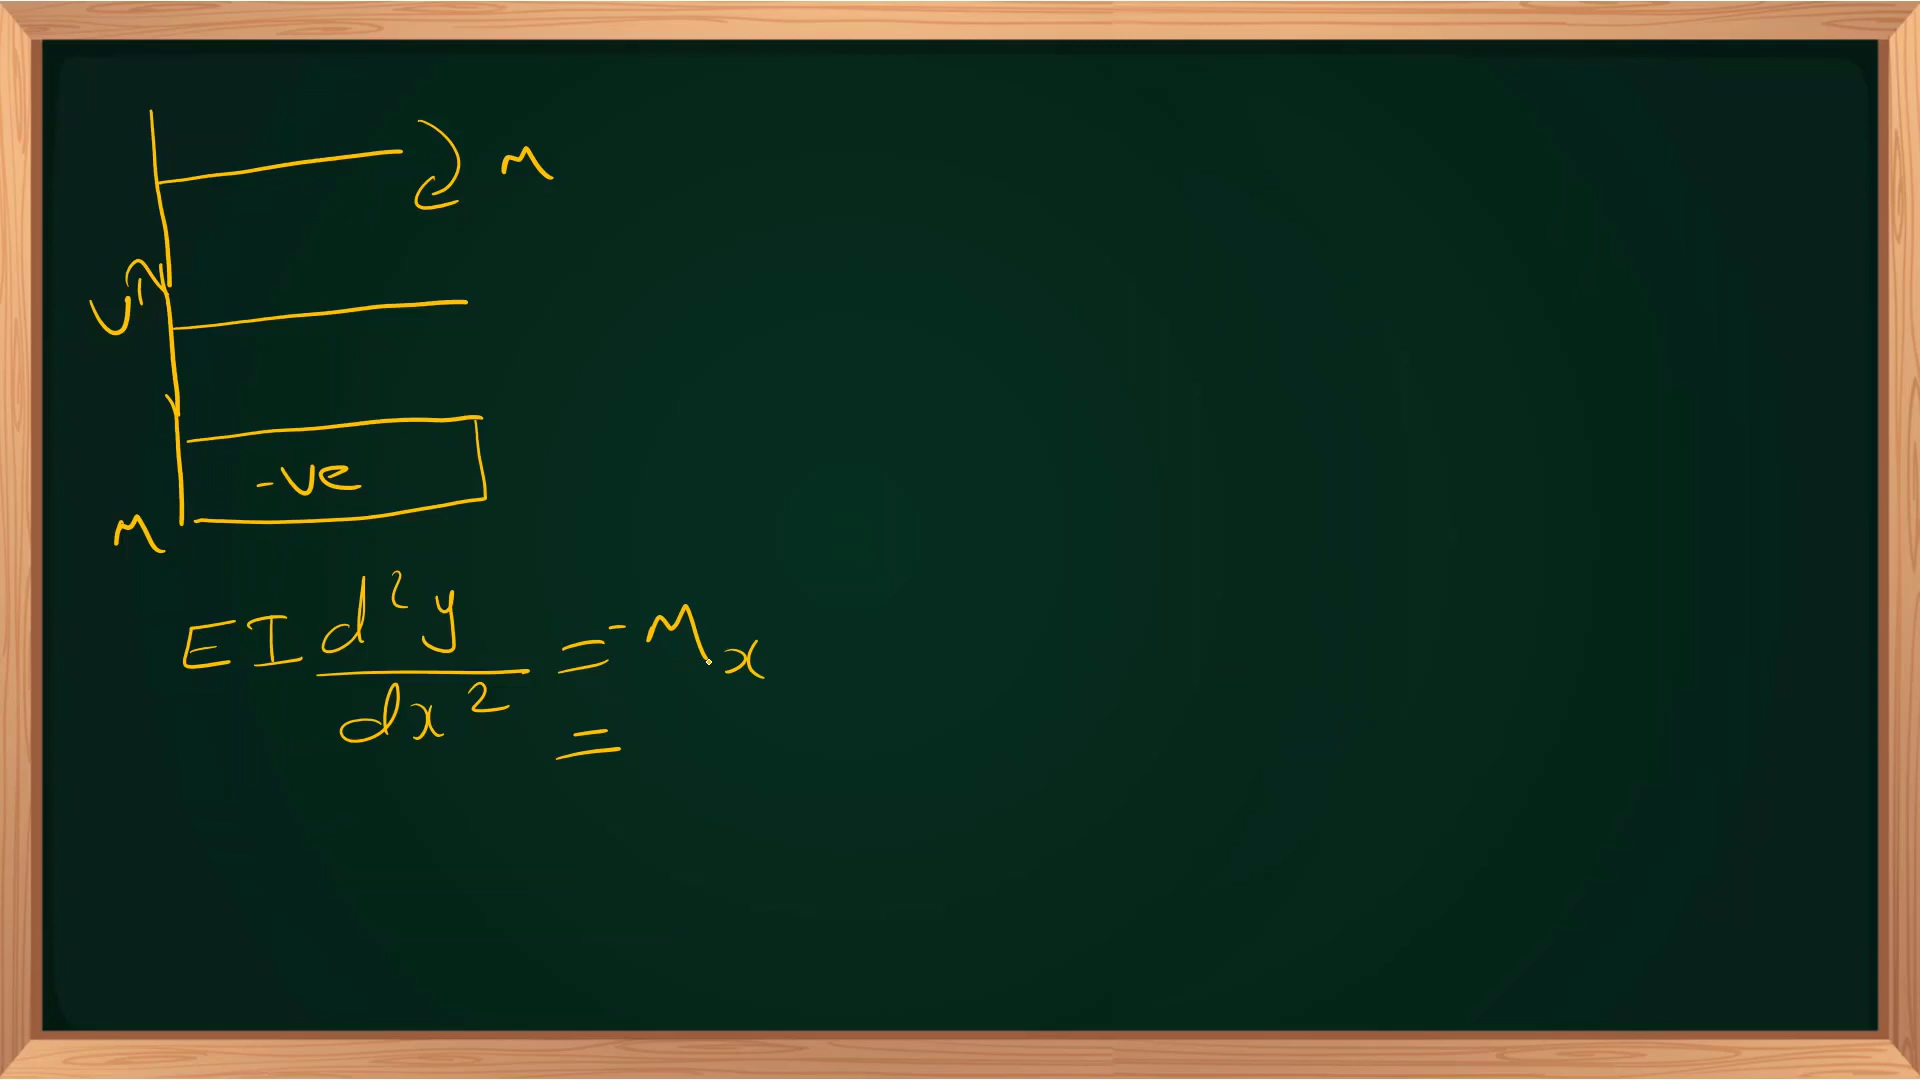 M
-ve
M
EI d²y/dx² = -Mx
=